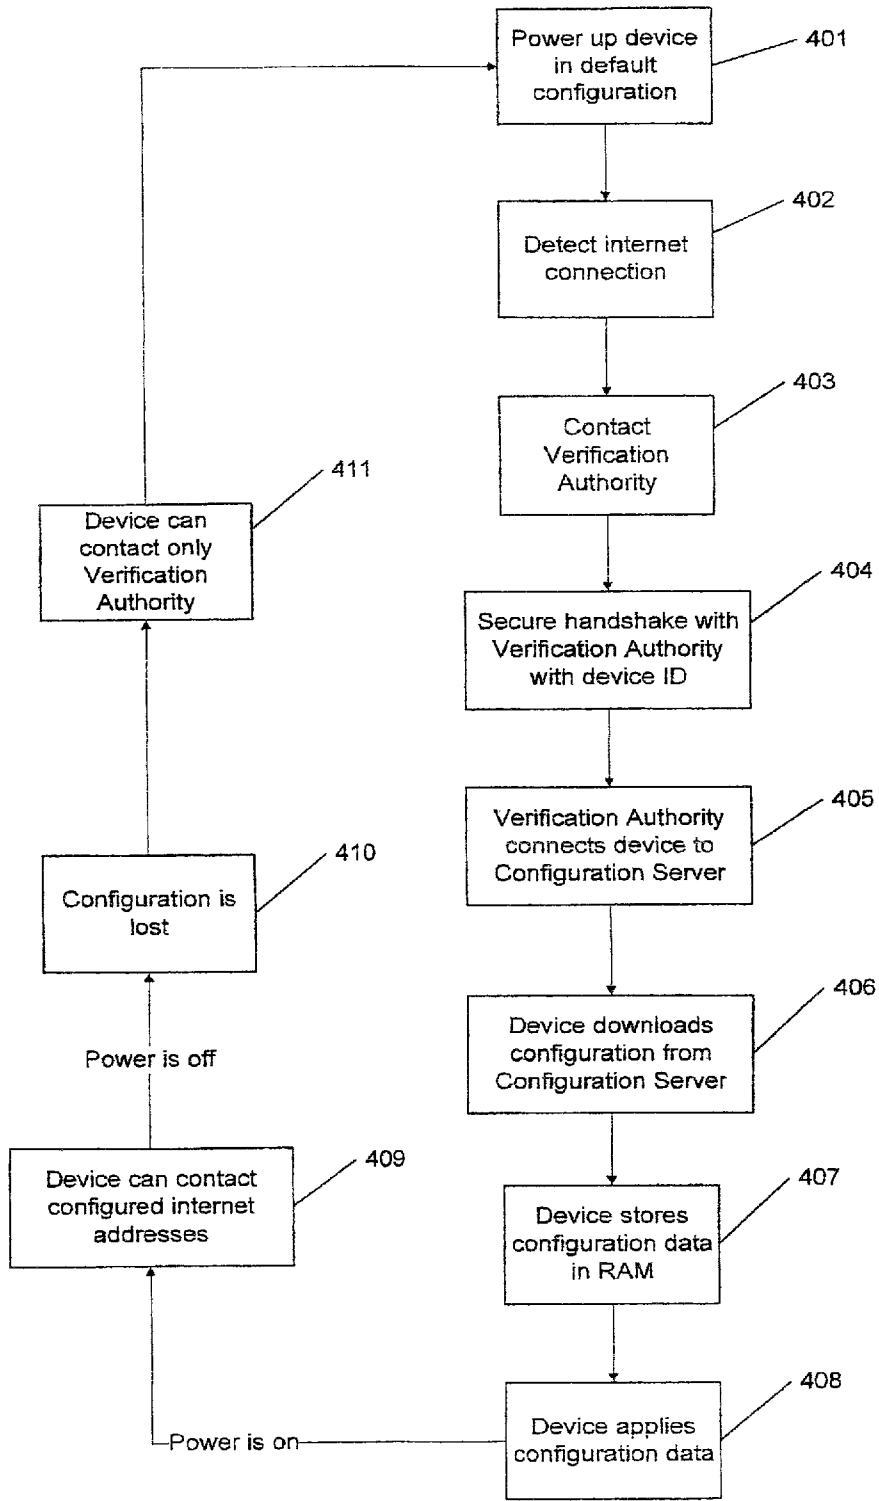 Power up device
in default
configuration
401
Detect internet
connection
402
Contact
Verification
Authority
403
Secure handshake with
Verification Authority
with device ID
404
Verification Authority
connects device to
Configuration Server
405
Device downloads
configuration from
Configuration Server
406
Device stores
configuration data
in RAM
407
Device applies
configuration data
408
Power is on
Device can contact
configured internet
addresses
409
Power is off
Configuration is
lost
410
Device can
contact only
Verification
Authority
411